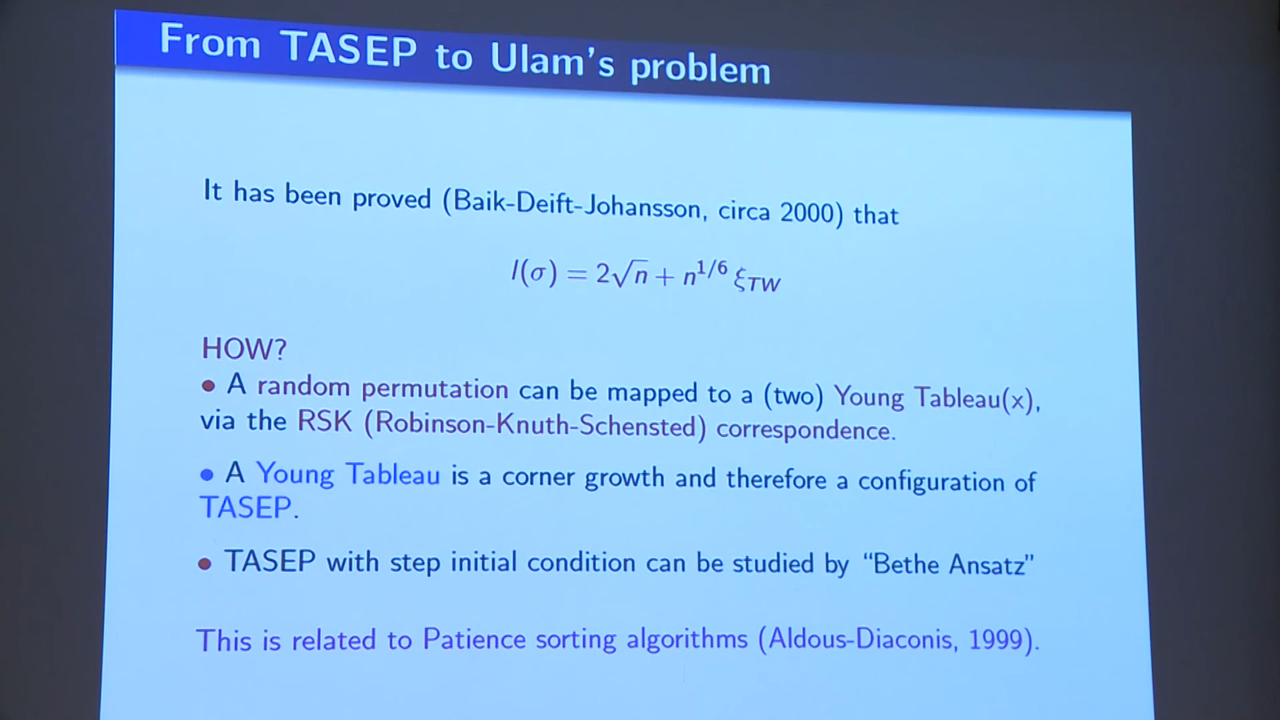 From TASEP to Ulam's problem
It has been proved (Baik-Deift-Johansson, circa 2000) that
l(σ) = 2√n + n^{1/6} ξ_{TW}
HOW?
• A random permutation can be mapped to a (two) Young Tableau(x),
via the RSK (Robinson-Knuth-Schensted) correspondence.
• A Young Tableau is a corner growth and therefore a configuration of
TASEP.
• TASEP with step initial condition can be studied by “Bethe Ansatz”
This is related to Patience sorting algorithms (Aldous-Diaconis, 1999).